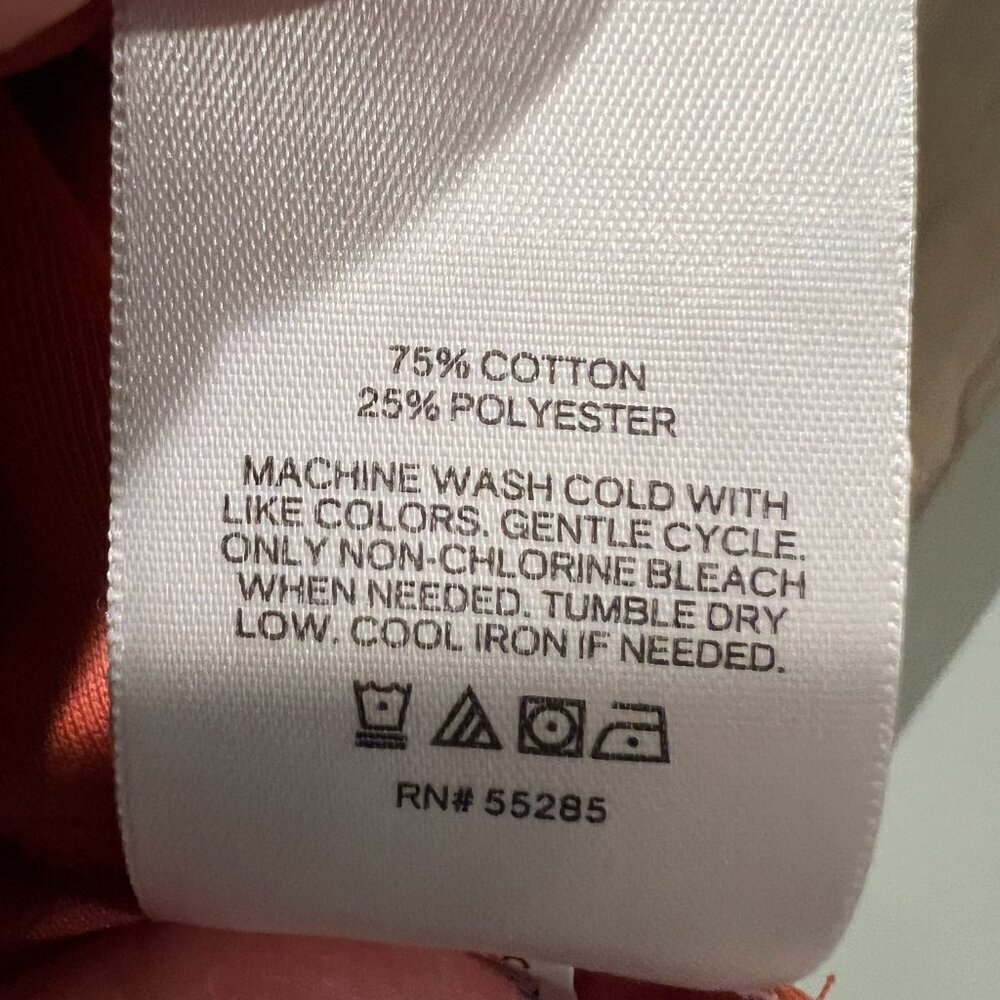 75% COTTON
25% POLYESTER
MACHINE WASH COLD WITH
LIKE COLORS. GENTLE CYCLE.
ONLY NON-CHLORINE BLEACH
WHEN NEEDED. TUMBLE DRY
LOW. COOL IRON IF NEEDED.
RN# 55285